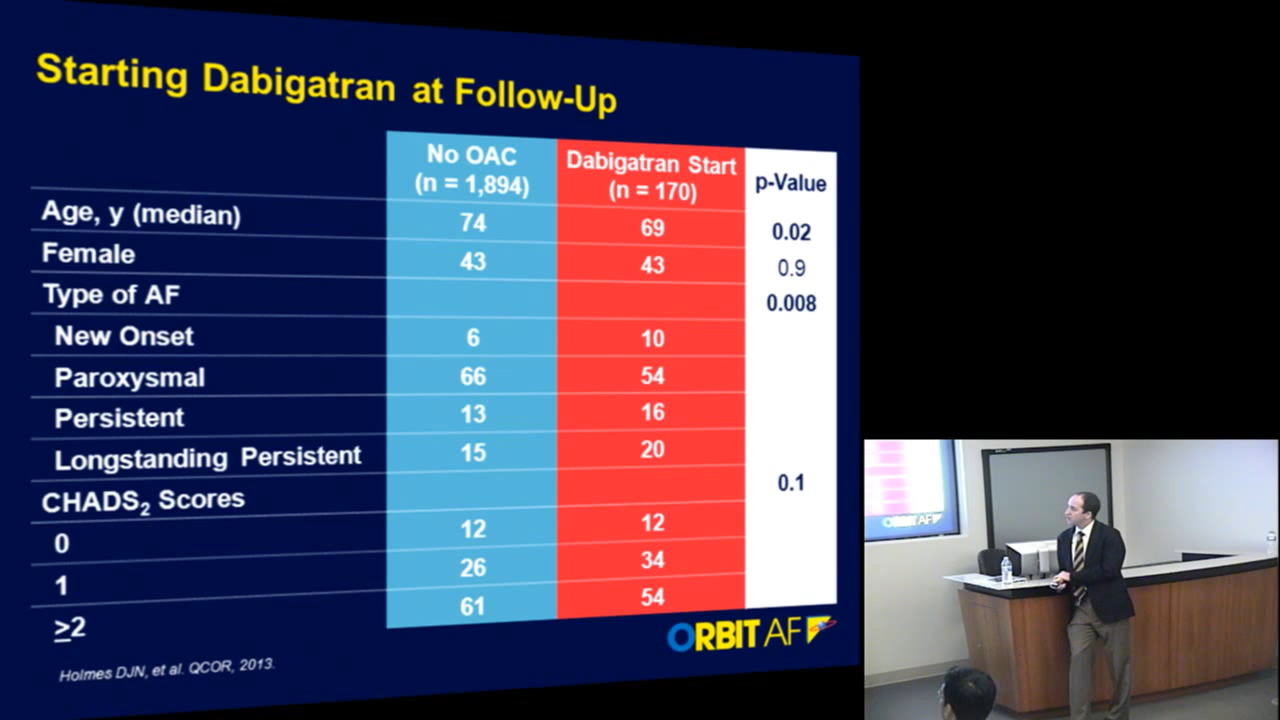 Starting Dabigatran at Follow-Up
No OAC (n = 1,894) Dabigatran Start (n = 170) p-Value
Age, y (median) 74 69 0.02
Female 43 43 0.9
Type of AF 0.008
New Onset 6 10
Paroxysmal 66 54
Persistent 13 16
Longstanding Persistent 15 20
CHADS2 Scores 0.1
0 12 12
1 26 34
≥2 61 54
Holmes DJN, et al. QCOR, 2013.
ORBIT AF
ORBIT AF